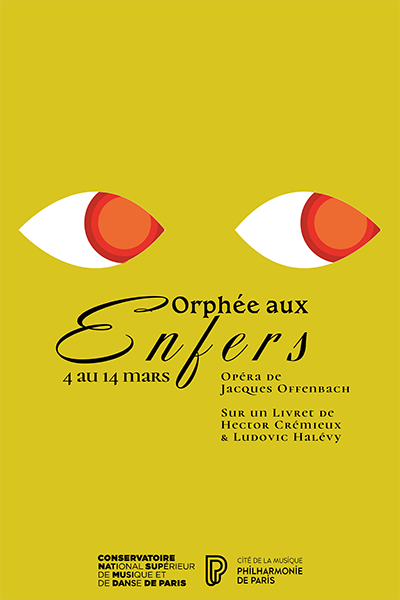 Orphée aux
Enfers
4 au 14 mars
Opéra de
Jacques Offenbach
Sur un Livret de
Hector Crémieux
& Ludovic Halévy
CONSERVATOIRE
NATIONAL SUPÉRIEUR
DE MUSIQUE ET
DE DANSE DE PARIS
CITÉ DE LA MUSIQUE
PHILHARMONIE
DE PARIS